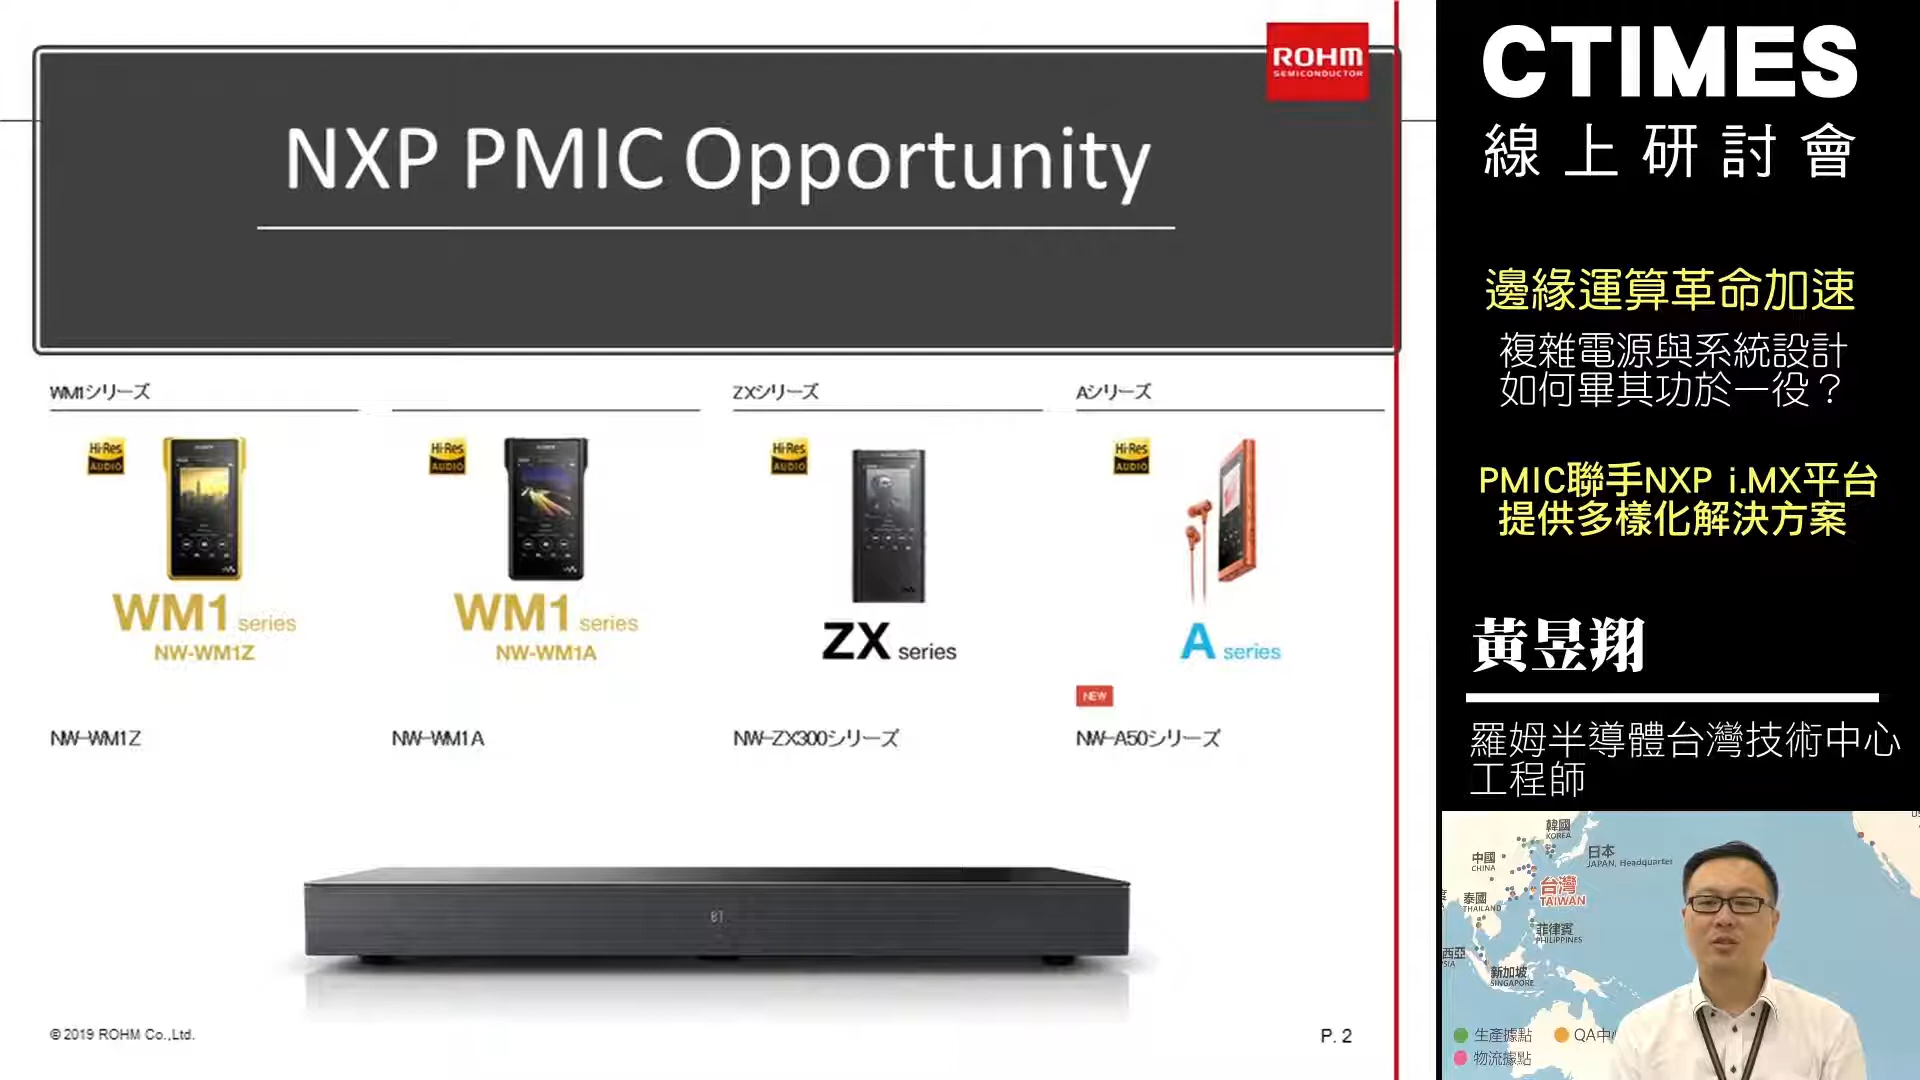 ROHM
SEMICONDUCTOR
NXP PMIC Opportunity
WM1シリーズ
ZXシリーズ
Aシリーズ
Hi-Res
AUDIO
Hi-Res
AUDIO
Hi-Res
AUDIO
Hi-Res
AUDIO
SONY
WM1 series
NW-WM1Z
WM1 series
NW-WM1A
ZX series
A series
NEW
NW-WM1Z
NW-WM1A
NW-ZX300シリーズ
NW-A50シリーズ
BT
© 2019 ROHM Co.,Ltd.
P. 2
CTIMES
線上研討會
邊緣運算革命加速
複雜電源與系統設計
如何畢其功於一役？
PMIC聯手NXP i.MX平台
提供多樣化解決方案
黃昱翔
羅姆半導體台灣技術中心
工程師
韓國
KOREA
日本
JAPAN, Headquarter
中國
CHINA
台灣
TAIWAN
泰國
THAILAND
菲律賓
PHILIPPINES
西亞
SIA
新加坡
SINGAPORE
生產據點
QA中
物流據點